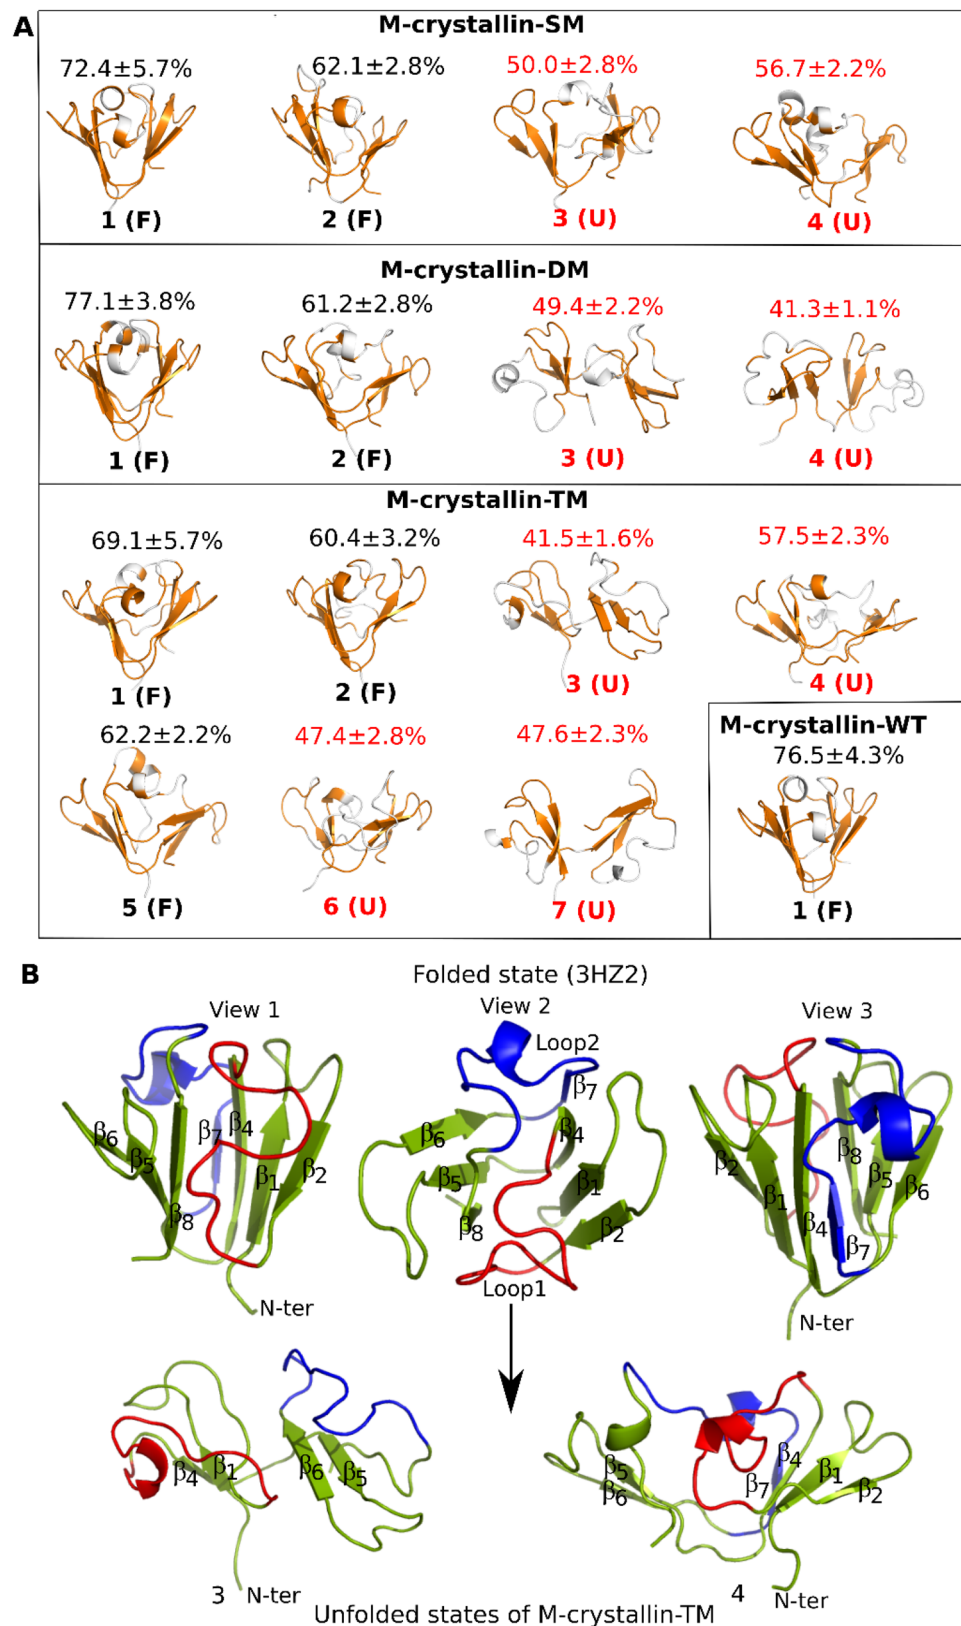 A
M-crystallin-SM
72.4±5.7% 62.1±2.8% 50.0±2.8% 56.7±2.2%
1 (F) 2 (F) 3 (U) 4 (U)
M-crystallin-DM
77.1±3.8% 61.2±2.8% 49.4±2.2% 41.3±1.1%
1 (F) 2 (F) 3 (U) 4 (U)
M-crystallin-TM
69.1±5.7% 60.4±3.2% 41.5±1.6% 57.5±2.3%
1 (F) 2 (F) 3 (U) 4 (U)
62.2±2.2% 47.4±2.8% 47.6±2.3%
5 (F) 6 (U) 7 (U)
M-crystallin-WT
76.5±4.3%
1 (F)
B
Folded state (3HZ2)
View 1 View 2 View 3
β6 β5 β8 β7 β4 β1 β2
N-ter
Loop2
β7 β6 β4 β5 β1 β8 β2
Loop1
β2 β1 β4 β8 β5 β6 β7
N-ter
β4 β1 β6 β5
3 N-ter
β5 β6 β4 β7 β1 β2
4 N-ter
Unfolded states of M-crystallin-TM